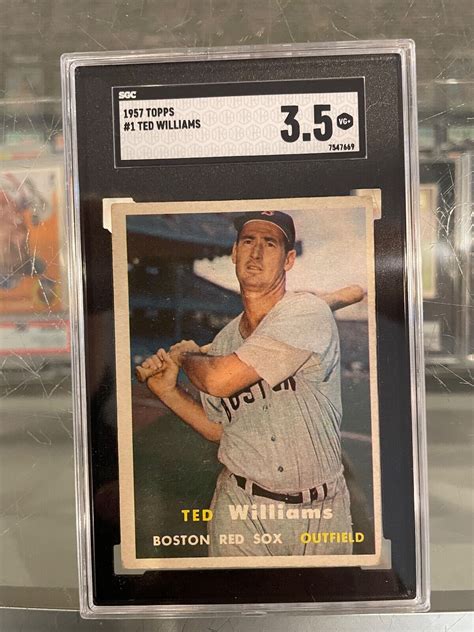 SGC
1957 TOPPS
#1 TED WILLIAMS
3.5 VG+
7547669
BOSTON
TED Williams
BOSTON RED SOX OUTFIELD